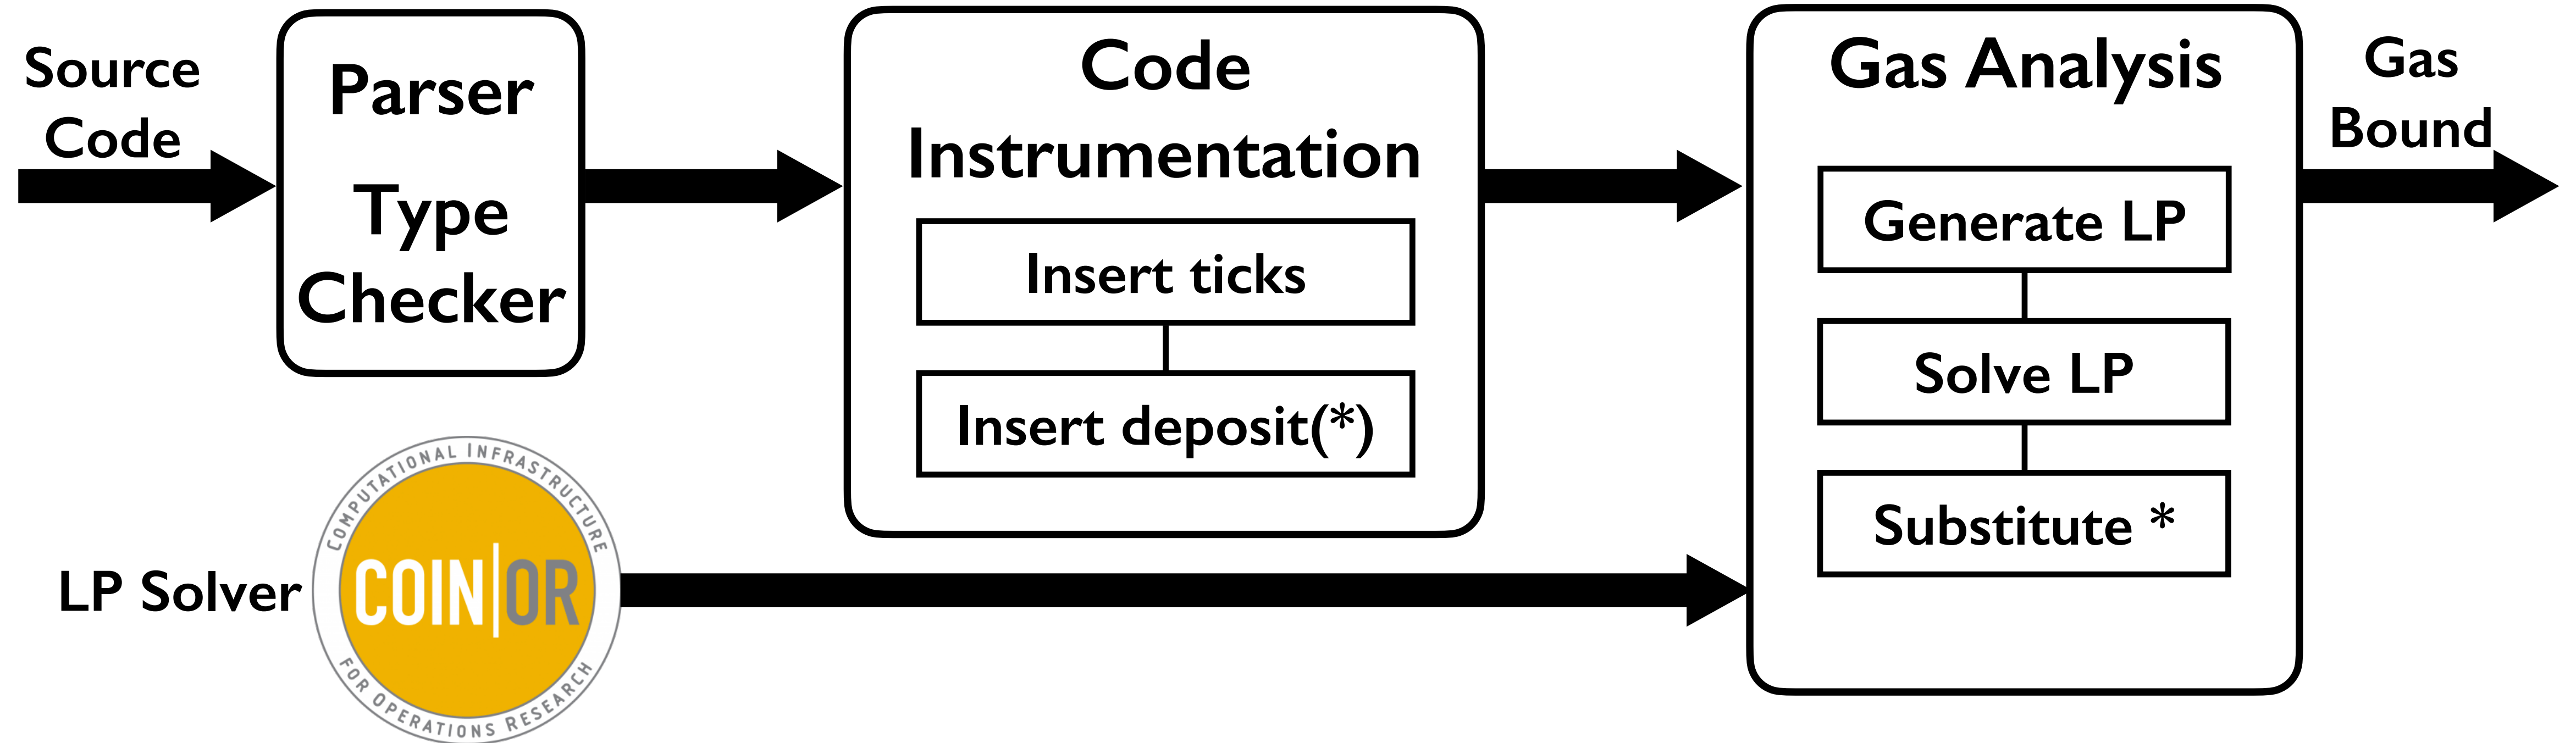 Source
Code
Parser
Type
Checker
Code
Instrumentation
Insert ticks
Insert deposit(*)
Gas Analysis
Generate LP
Solve LP
Substitute *
Gas
Bound
LP Solver
COMPUTATIONAL INFRASTRUCTURE
COIN|OR
FOR OPERATIONS RESEARCH